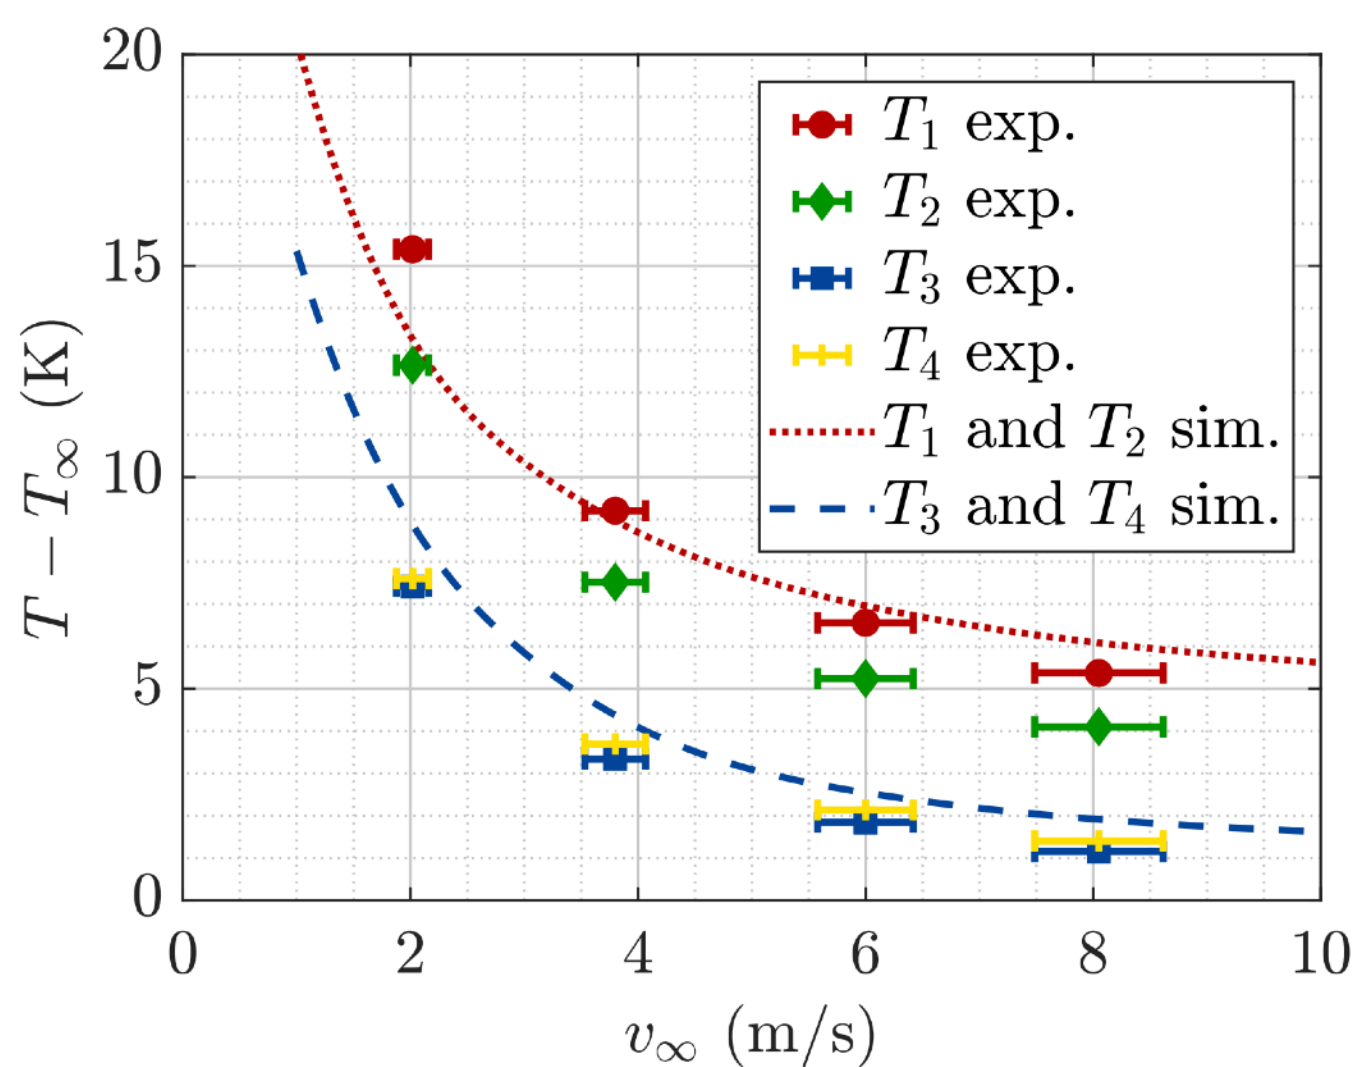 20
15
10
5
0
0 2 4 6 8 10
T − T∞ (K)
v∞ (m/s)
T₁ exp.
T₂ exp.
T₃ exp.
T₄ exp.
T₁ and T₂ sim.
T₃ and T₄ sim.